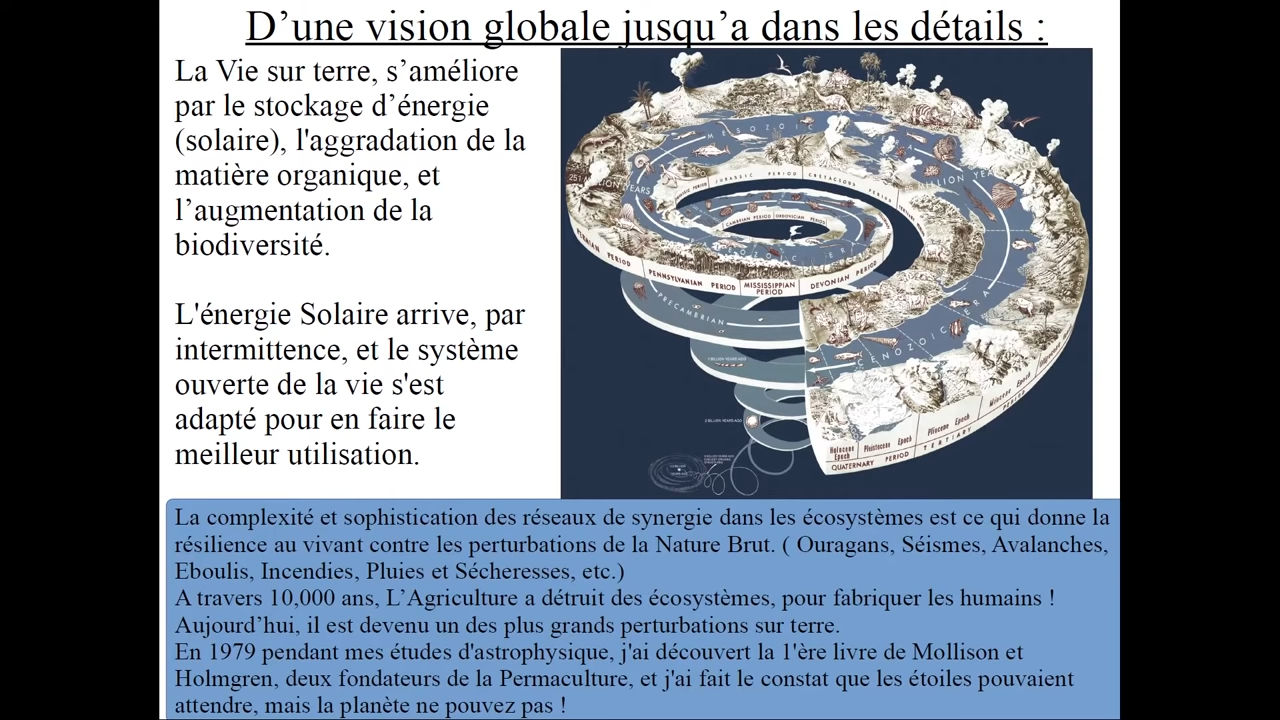 D’une vision globale jusqu’a dans les détails :
La Vie sur terre, s’améliore
par le stockage d’énergie
(solaire), l'aggradation de la
matière organique, et
l’augmentation de la
biodiversité.
L'énergie Solaire arrive, par
intermittence, et le système
ouverte de la vie s'est
adapté pour en faire le
meilleur utilisation.
MESOZOIC
JURASSIC PERIOD
CRETACEOUS PERIOD
CAMBRIAN PERIOD
ORDOVICIAN PERIOD
PERMIAN PERIOD
PENNSYLVANIAN PERIOD
MISSISSIPPIAN PERIOD
DEVONIAN PERIOD
PRECAMBRIAN
CENOZOIC ERA
Holocene Epoch
Pleistocene Epoch
Pliocene Epoch
Miocene Epoch
QUATERNARY PERIOD
TERTIARY PERIOD
La complexité et sophistication des réseaux de synergie dans les écosystèmes est ce qui donne la
résilience au vivant contre les perturbations de la Nature Brut. ( Ouragans, Séismes, Avalanches,
Eboulis, Incendies, Pluies et Sécheresses, etc.)
A travers 10,000 ans, L’Agriculture a détruit des écosystèmes, pour fabriquer les humains !
Aujourd’hui, il est devenu un des plus grands perturbations sur terre.
En 1979 pendant mes études d'astrophysique, j'ai découvert la 1'ère livre de Mollison et
Holmgren, deux fondateurs de la Permaculture, et j'ai fait le constat que les étoiles pouvaient
attendre, mais la planète ne pouvez pas !